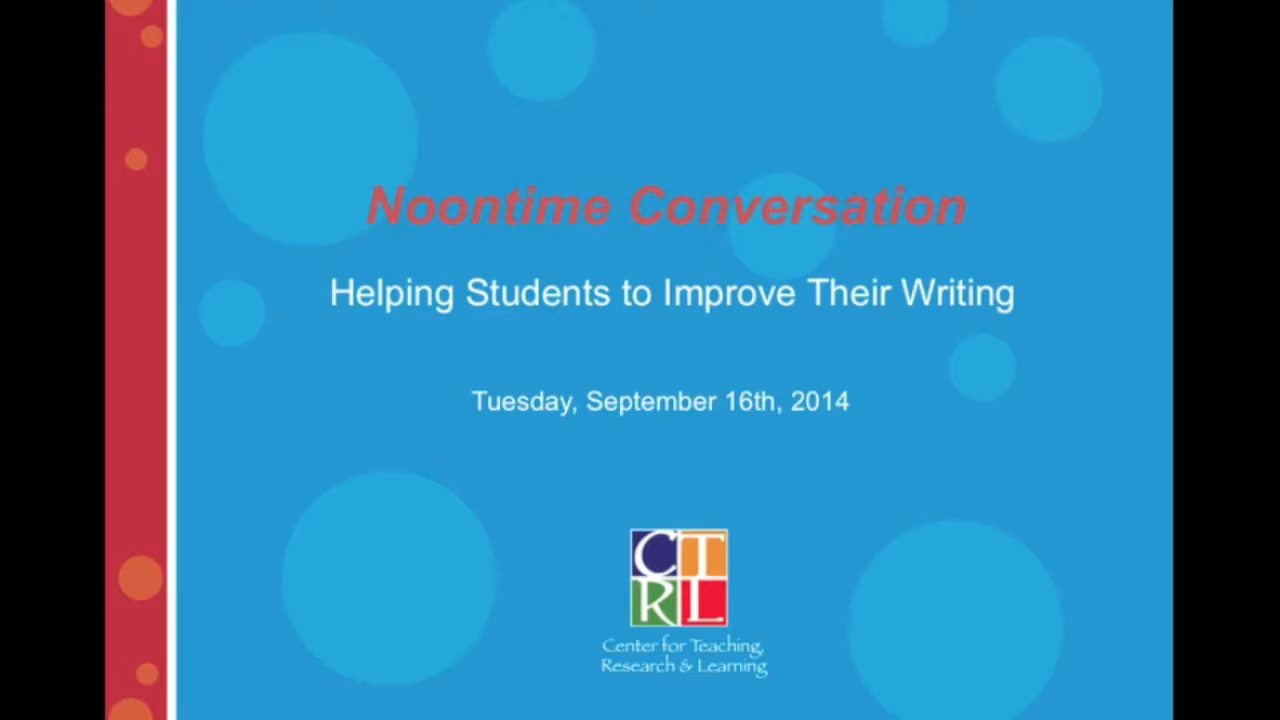 Noontime Conversation
Helping Students to Improve Their Writing
Tuesday, September 16th, 2014
CT
RL
Center for Teaching,
Research & Learning